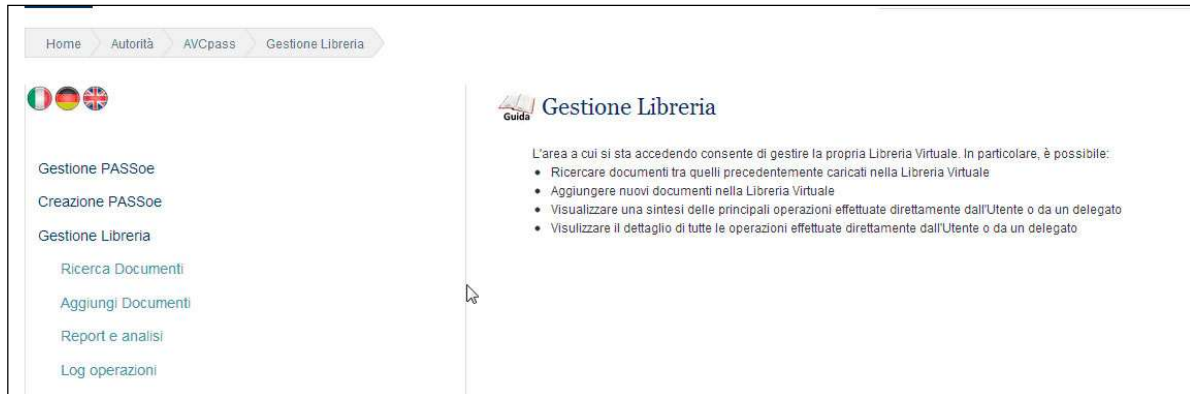 Home Autorità AVCpass Gestione Libreria
Gestione PASSoe
Creazione PASSoe
Gestione Libreria
Ricerca Documenti
Aggiungi Documenti
Report e analisi
Log operazioni
Guida
Gestione Libreria
L'area a cui si sta accedendo consente di gestire la propria Libreria Virtuale. In particolare, è possibile:
Ricercare documenti tra quelli precedentemente caricati nella Libreria Virtuale
Aggiungere nuovi documenti nella Libreria Virtuale
Visualizzare una sintesi delle principali operazioni effettuate direttamente dall'Utente o da un delegato
Visulizzare il dettaglio di tutte le operazioni effettuate direttamente dall'Utente o da un delegato